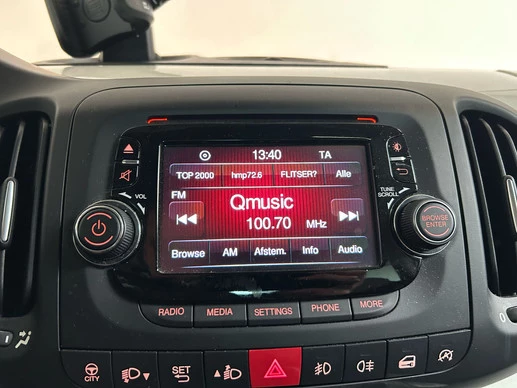 13:40 TA
TOP 2000 hmp72.6 FLITSER? Alle
VOL
FM
Qmusic
TUNE
SCROLL
100.70 MHz
BROWSE
ENTER
Browse AM Afstem. Info Audio
RADIO MEDIA SETTINGS PHONE MORE
SET
CITY
0